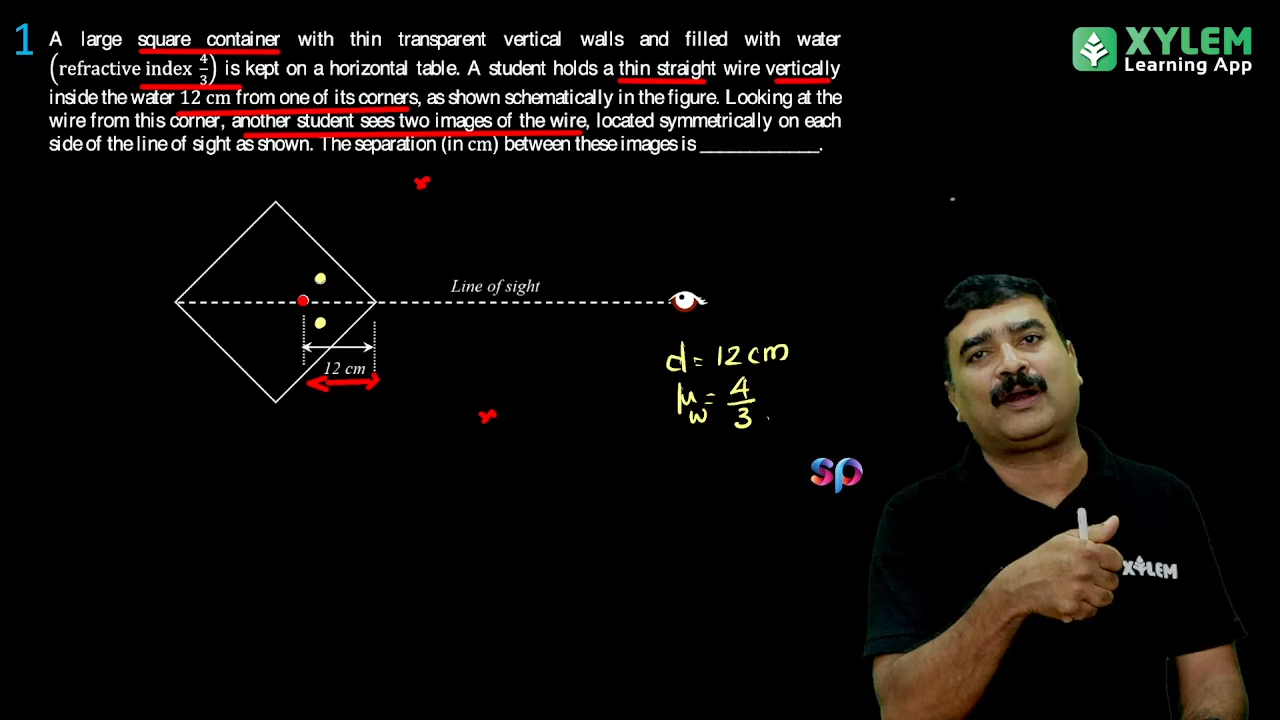 1
A large square container with thin transparent vertical walls and filled with water
(refractive index 4/3) is kept on a horizontal table. A student holds a thin straight wire vertically
inside the water 12 cm from one of its corners, as shown schematically in the figure. Looking at the
wire from this corner, another student sees two images of the wire, located symmetrically on each
side of the line of sight as shown. The separation (in cm) between these images is ____________.
XYLEM
Learning App
Line of sight
12 cm
d = 12 cm
μw = 4/3
sp
XYLEM